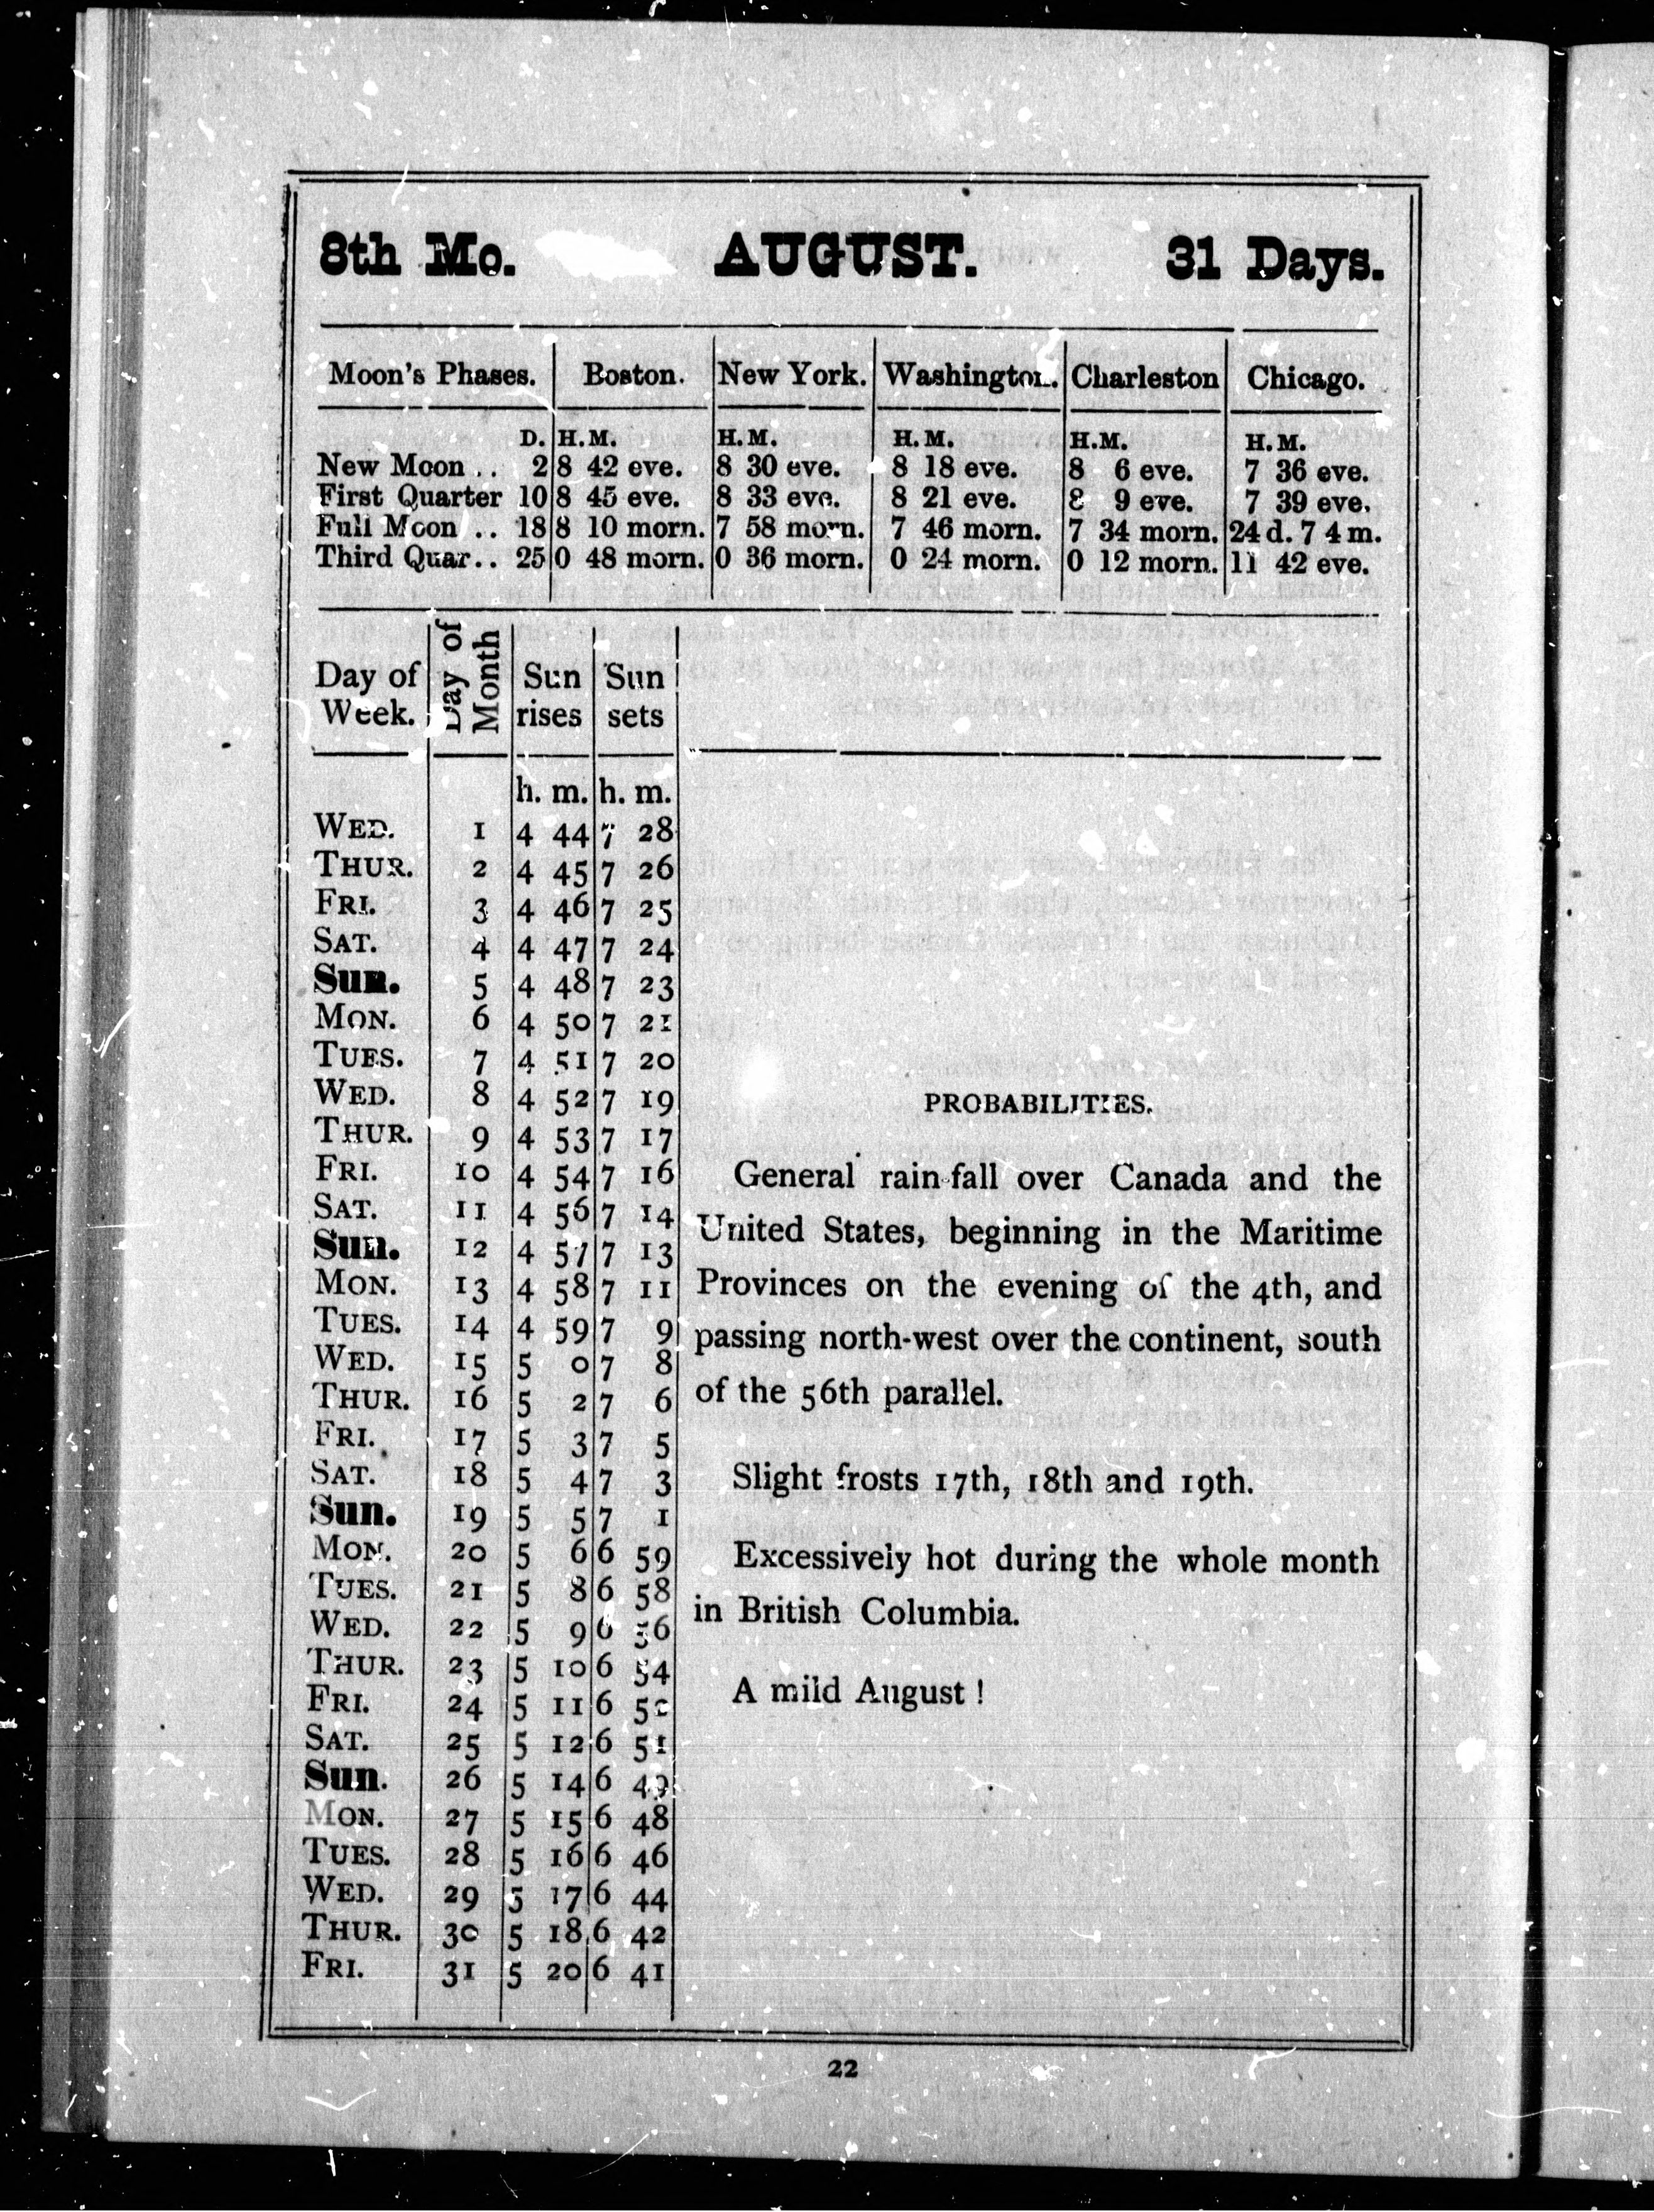 8th Mo. AUGUST. 31 Days.
Moon's Phases. Boston. New York. Washington. Charleston Chicago.
D. H.M. H.M. H.M. H.M. H.M.
New Moon .. 2 8 42 eve. 8 30 eve. 8 18 eve. 8 6 eve. 7 36 eve.
First Quarter 10 8 45 eve. 8 33 eve. 8 21 eve. 8 9 eve. 7 39 eve.
Full Moon .. 18 8 10 morn. 7 58 morn. 7 46 morn. 7 34 morn. 24 d. 7 4 m.
Third Quar.. 25 0 48 morn. 0 36 morn. 0 24 morn. 0 12 morn. 11 42 eve.
Day of Week. Day of Month Sun rises Sun sets
h. m. h. m.
WED. 1 4 44 7 28
THUR. 2 4 45 7 26
FRI. 3 4 46 7 25
SAT. 4 4 47 7 24
Sun. 5 4 48 7 23
MON. 6 4 50 7 21
TUES. 7 4 51 7 20
WED. 8 4 52 7 19
THUR. 9 4 53 7 17
FRI. 10 4 54 7 16
SAT. 11 4 56 7 14
Sun. 12 4 57 7 13
MON. 13 4 58 7 11
TUES. 14 4 59 7 9
WED. 15 5 0 7 8
THUR. 16 5 2 7 6
FRI. 17 5 3 7 5
SAT. 18 5 4 7 3
Sun. 19 5 5 7 1
MON. 20 5 6 6 59
TUES. 21 5 8 6 58
WED. 22 5 9 6 56
THUR. 23 5 10 6 54
FRI. 24 5 11 6
SAT. 25 5 12 6 51
Sun. 26 5 14 6 49
MON. 27 5 15 6 48
TUES. 28 5 16 6 46
WED. 29 5 17 6 44
THUR. 30 5 18 6 42
FRI. 31 5 20 6 41
PROBABILITIES.
General rain-fall over Canada and the
United States, beginning in the Maritime
Provinces on the evening of the 4th, and
passing north-west over the continent, south
of the 56th parallel.
Slight frosts 17th, 18th and 19th.
Excessively hot during the whole month
in British Columbia.
A mild August !
22